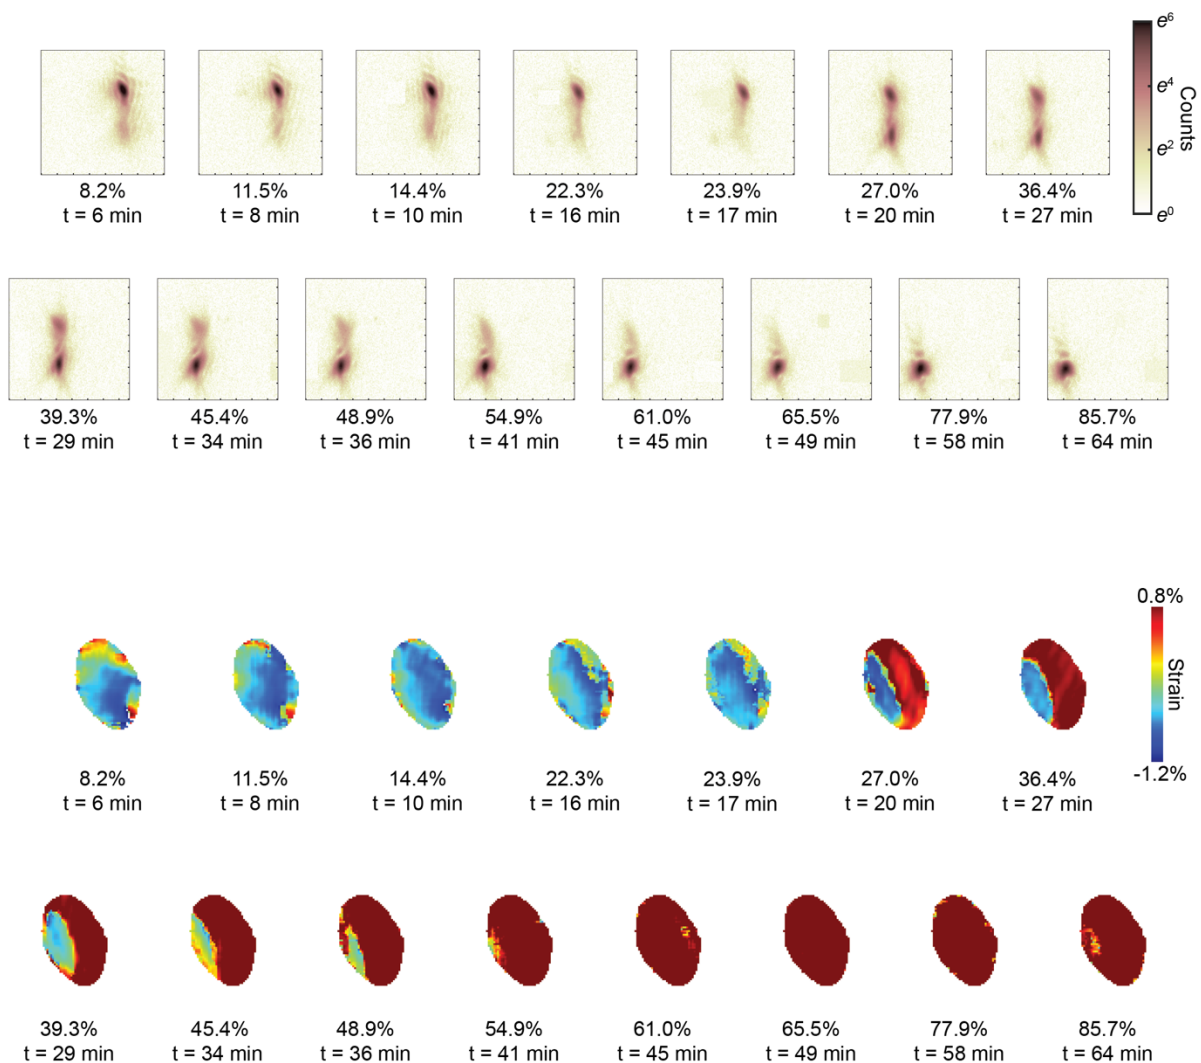 e⁶
e⁴
e²
e⁰
Counts
8.2% 11.5% 14.4% 22.3% 23.9% 27.0% 36.4%
t = 6 min t = 8 min t = 10 min t = 16 min t = 17 min t = 20 min t = 27 min
39.3% 45.4% 48.9% 54.9% 61.0% 65.5% 77.9% 85.7%
t = 29 min t = 34 min t = 36 min t = 41 min t = 45 min t = 49 min t = 58 min t = 64 min
0.8%
Strain
-1.2%
8.2% 11.5% 14.4% 22.3% 23.9% 27.0% 36.4%
t = 6 min t = 8 min t = 10 min t = 16 min t = 17 min t = 20 min t = 27 min
39.3% 45.4% 48.9% 54.9% 61.0% 65.5% 77.9% 85.7%
t = 29 min t = 34 min t = 36 min t = 41 min t = 45 min t = 49 min t = 58 min t = 64 min